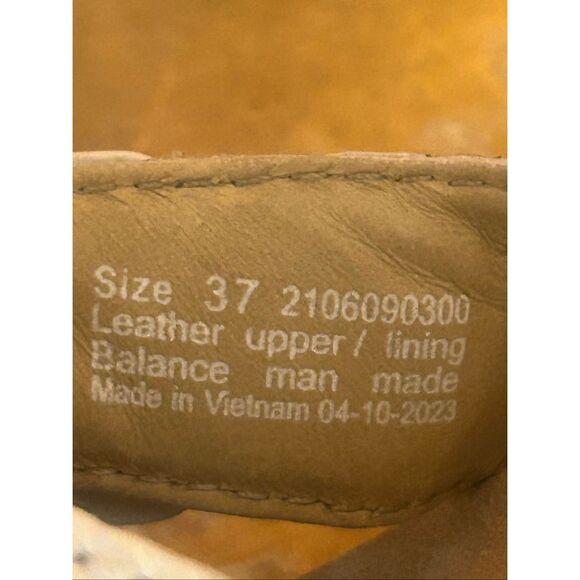 Size 37 2106090300
Leather upper/ lining
Balance man made
Made in Vietnam 04-10-2023